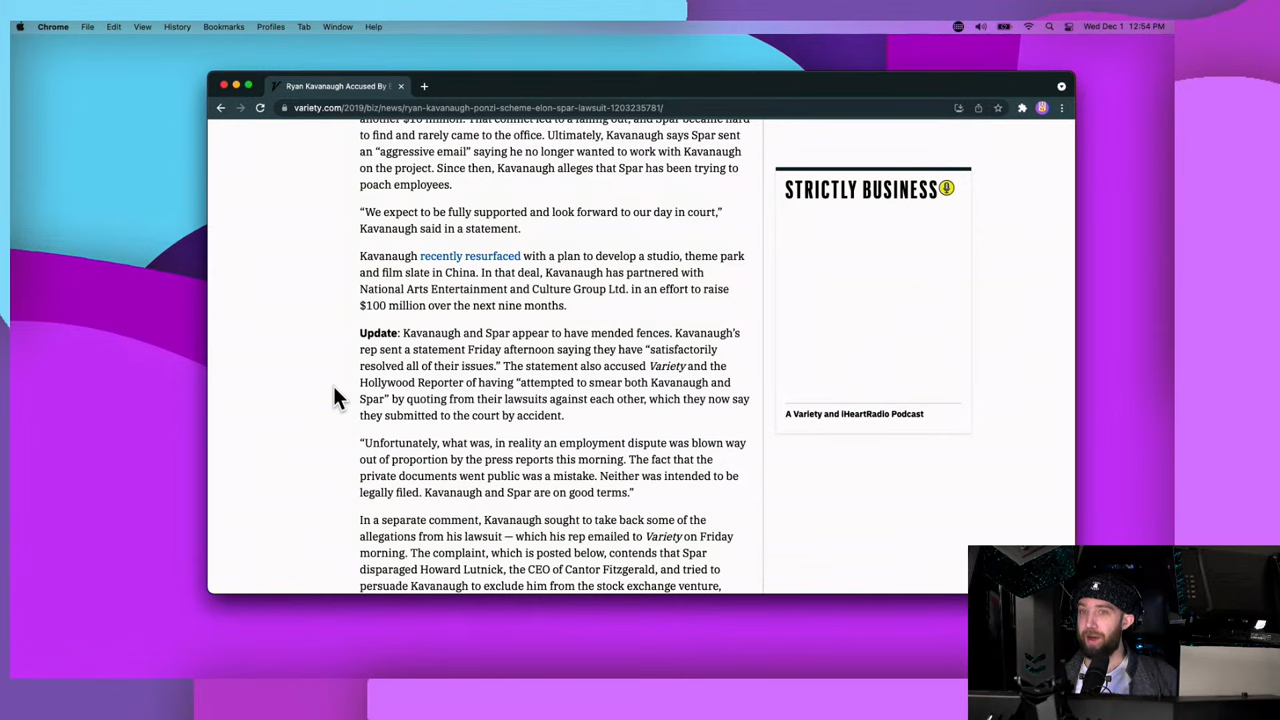 Chrome File Edit View History Bookmarks Profiles Tab Window Help Wed Dec 1 12:54 PM
Ryan Kavanaugh Accused By
variety.com/2019/biz/news/ryan-kavanaugh-ponzi-scheme-elon-spar-lawsuit-1203235781/
another $10 million. That conflict led to a falling out, and Spar became hard
to find and rarely came to the office. Ultimately, Kavanaugh says Spar sent
an “aggressive email” saying he no longer wanted to work with Kavanaugh
on the project. Since then, Kavanaugh alleges that Spar has been trying to
poach employees.
“We expect to be fully supported and look forward to our day in court,”
Kavanaugh said in a statement.
Kavanaugh recently resurfaced with a plan to develop a studio, theme park
and film slate in China. In that deal, Kavanaugh has partnered with
National Arts Entertainment and Culture Group Ltd. in an effort to raise
$100 million over the next nine months.
Update: Kavanaugh and Spar appear to have mended fences. Kavanaugh’s
rep sent a statement Friday afternoon saying they have “satisfactorily
resolved all of their issues.” The statement also accused Variety and the
Hollywood Reporter of having “attempted to smear both Kavanaugh and
Spar” by quoting from their lawsuits against each other, which they now say
they submitted to the court by accident.
“Unfortunately, what was, in reality an employment dispute was blown way
out of proportion by the press reports this morning. The fact that the
private documents went public was a mistake. Neither was intended to be
legally filed. Kavanaugh and Spar are on good terms.”
In a separate comment, Kavanaugh sought to take back some of the
allegations from his lawsuit — which his rep emailed to Variety on Friday
morning. The complaint, which is posted below, contends that Spar
disparaged Howard Lutnick, the CEO of Cantor Fitzgerald, and tried to
persuade Kavanaugh to exclude him from the stock exchange venture,
STRICTLY BUSINESS
A Variety and iHeartRadio Podcast